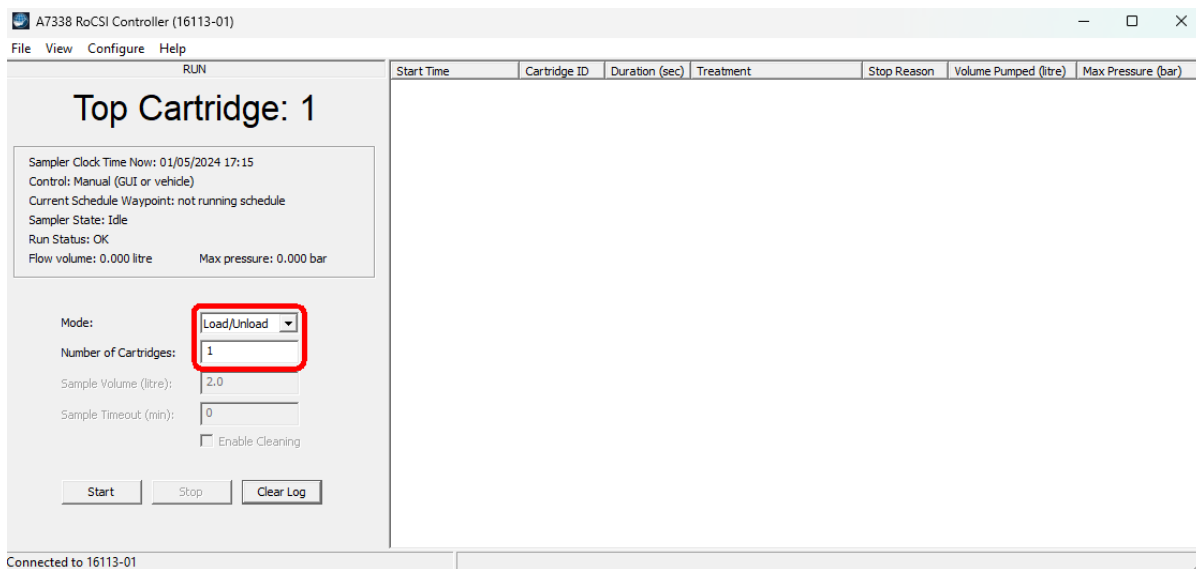 A7338 RoCSI Controller (16113-01)
File View Configure Help
RUN
Top Cartridge: 1
Sampler Clock Time Now: 01/05/2024 17:15
Control: Manual (GUI or vehicle)
Current Schedule Waypoint: not running schedule
Sampler State: Idle
Run Status: OK
Flow volume: 0.000 litre Max pressure: 0.000 bar
Mode: Load/Unload
Number of Cartridges: 1
Sample Volume (litre): 2.0
Sample Timeout (min): 0
Enable Cleaning
Start Stop Clear Log
Start Time Cartridge ID Duration (sec) Treatment Stop Reason Volume Pumped (litre) Max Pressure (bar)
Connected to 16113-01